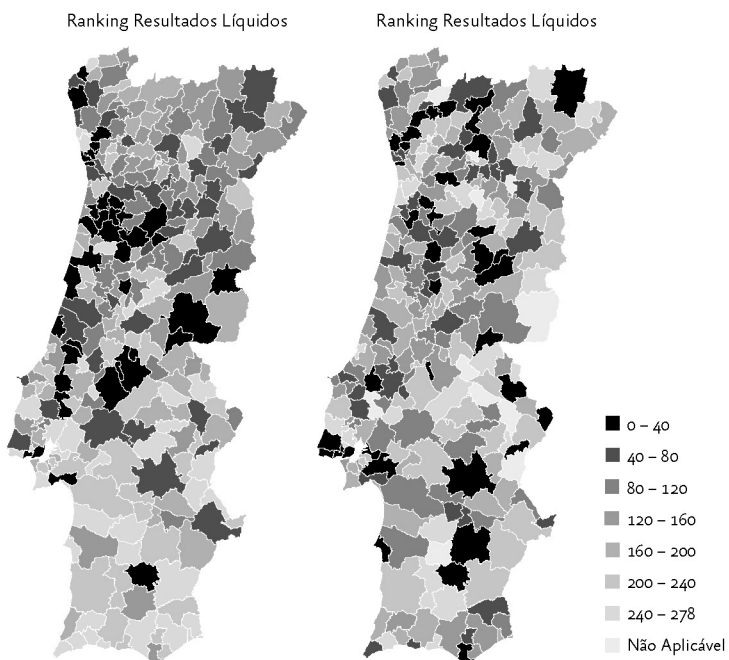 Ranking Resultados Líquidos
Ranking Resultados Líquidos
0 – 40
40 – 80
80 – 120
120 – 160
160 – 200
200 – 240
240 – 278
Não Aplicável